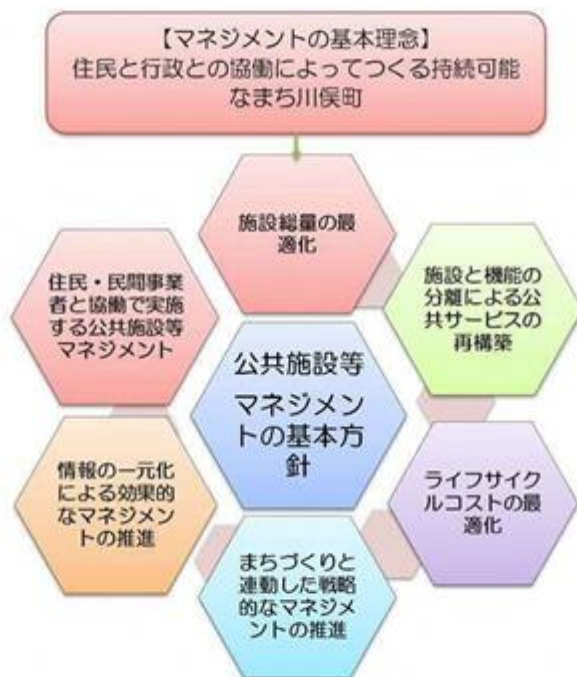 【マネジメントの基本理念】
住民と行政との協働によってつくる持続可能
なまち川俣町
施設総量の最
適化
施設と機能の
分離による公
共サービスの
再構築
ライフサイク
ルコストの最
適化
まちづくりと
連動した戦略
的なマネジメ
ントの推進
情報の一元化
による効果的
なマネジメン
トの推進
住民・民間事業
者と協働で実施
する公共施設等
マネジメント
公共施設等
マネジメン
トの基本方
針